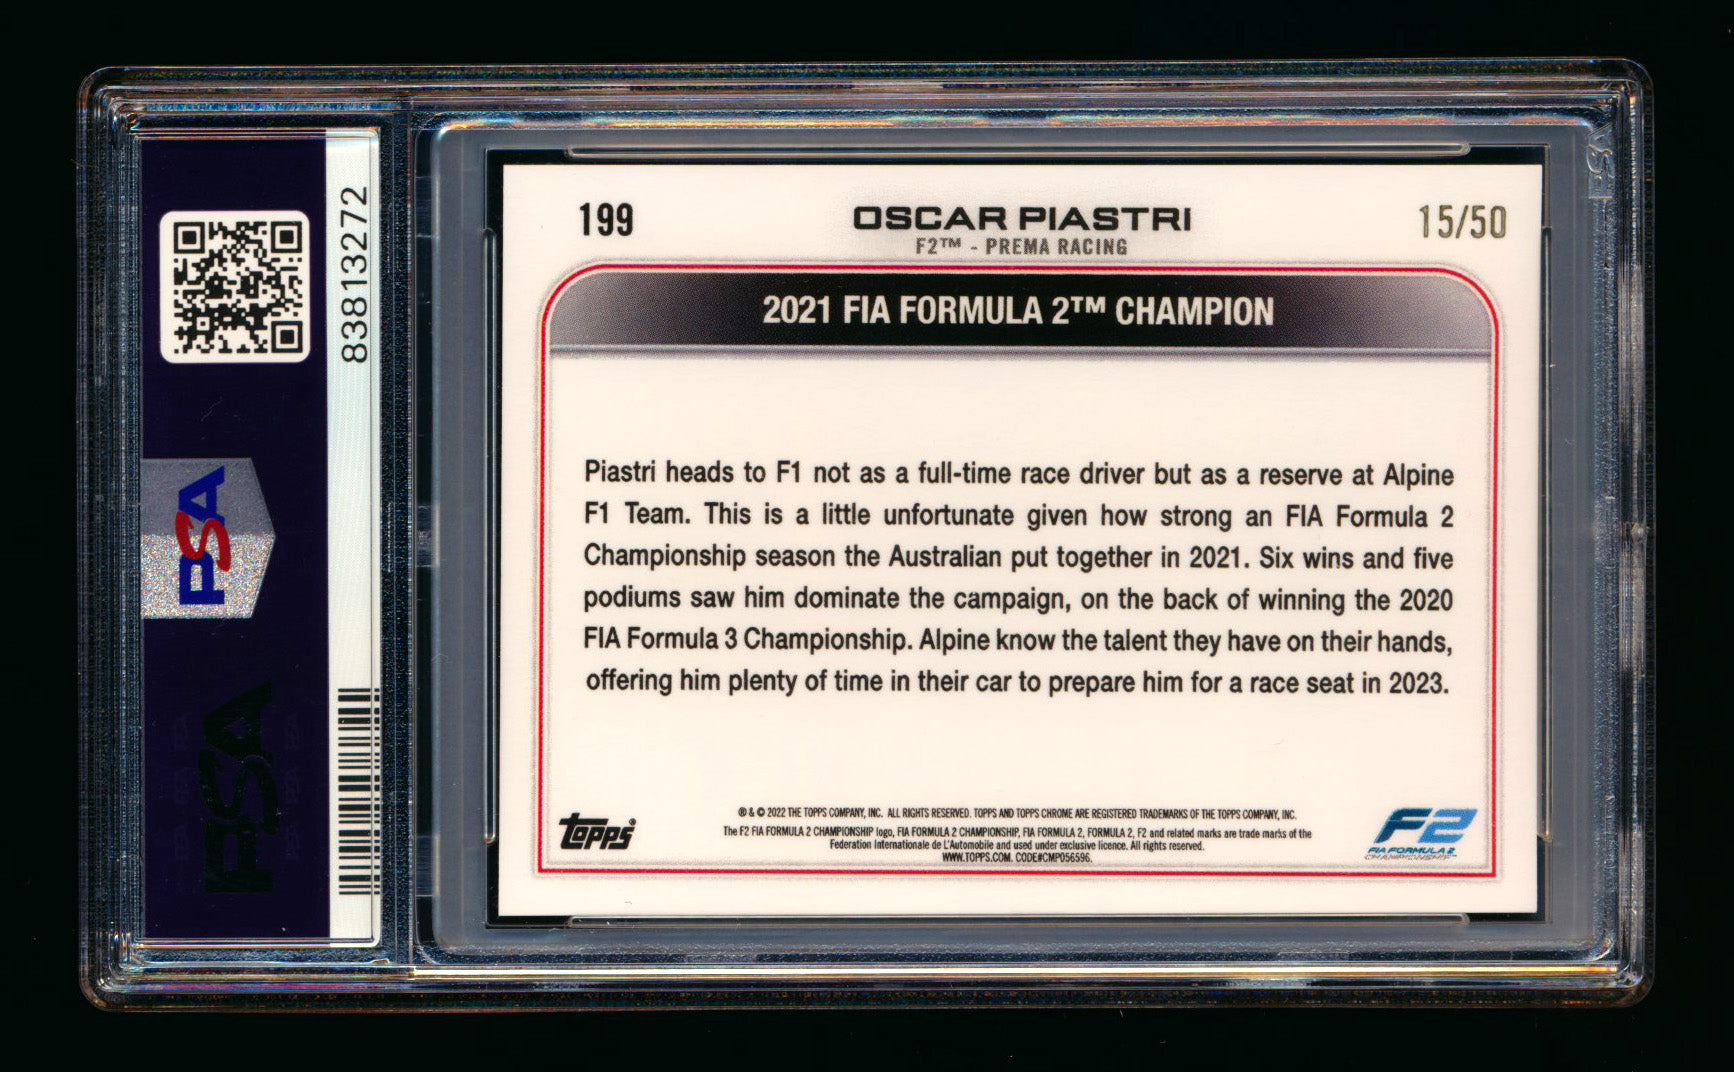 83813272
PSA
PSA
199
OSCAR PIASTRI
15/50
F2™ - PREMA RACING
2021 FIA FORMULA 2™ CHAMPION
Piastri heads to F1 not as a full-time race driver but as a reserve at Alpine
F1 Team. This is a little unfortunate given how strong an FIA Formula 2
Championship season the Australian put together in 2021. Six wins and five
podiums saw him dominate the campaign, on the back of winning the 2020
FIA Formula 3 Championship. Alpine know the talent they have on their hands,
offering him plenty of time in their car to prepare him for a race seat in 2023.
topps®
® & © 2022 THE TOPPS COMPANY, INC. ALL RIGHTS RESERVED. TOPPS AND TOPPS CHROME ARE REGISTERED TRADEMARKS OF THE TOPPS COMPANY, INC.
The F2 FIA FORMULA 2 CHAMPIONSHIP logo, FIA FORMULA 2 CHAMPIONSHIP, FIA FORMULA 2, FORMULA 2, F2 and related marks are trade marks of the
Federation Internationale de L'Automobile and used under exclusive licence. All rights reserved.
WWW.TOPPS.COM. CODE#CMP056596.
F2
FIA FORMULA 2
CHAMPIONSHIP™